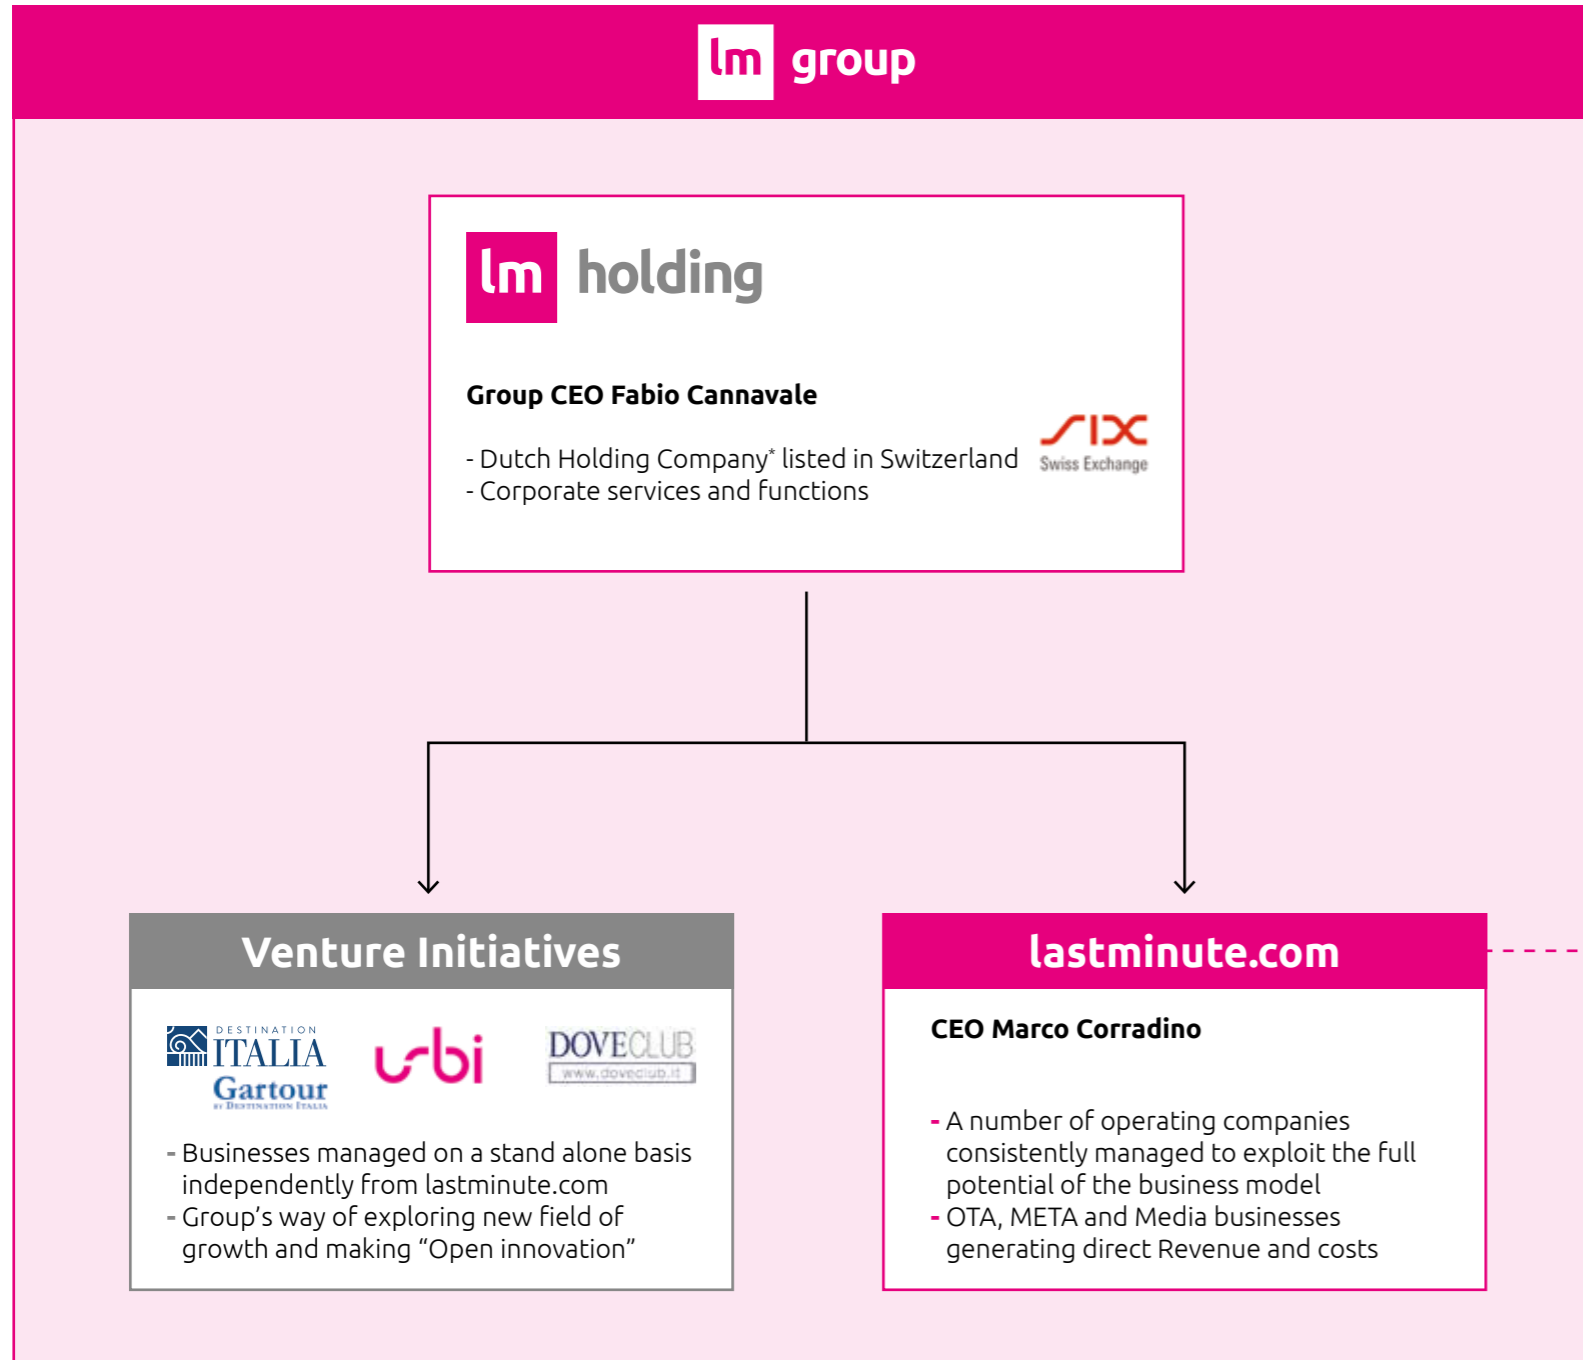 lm group
lm holding
Group CEO Fabio Cannavale
- Dutch Holding Company* listed in Switzerland
- Corporate services and functions
SIX
Swiss Exchange
Venture Initiatives
DESTINATION
ITALIA
Gartour
BY DESTINATION ITALIA
urbi
DOVECLUB
www.doveclub.it
- Businesses managed on a stand alone basis
independently from lastminute.com
- Group's way of exploring new field of
growth and making “Open innovation”
lastminute.com
CEO Marco Corradino
- A number of operating companies
consistently managed to exploit the full
potential of the business model
- OTA, META and Media businesses
generating direct Revenue and costs